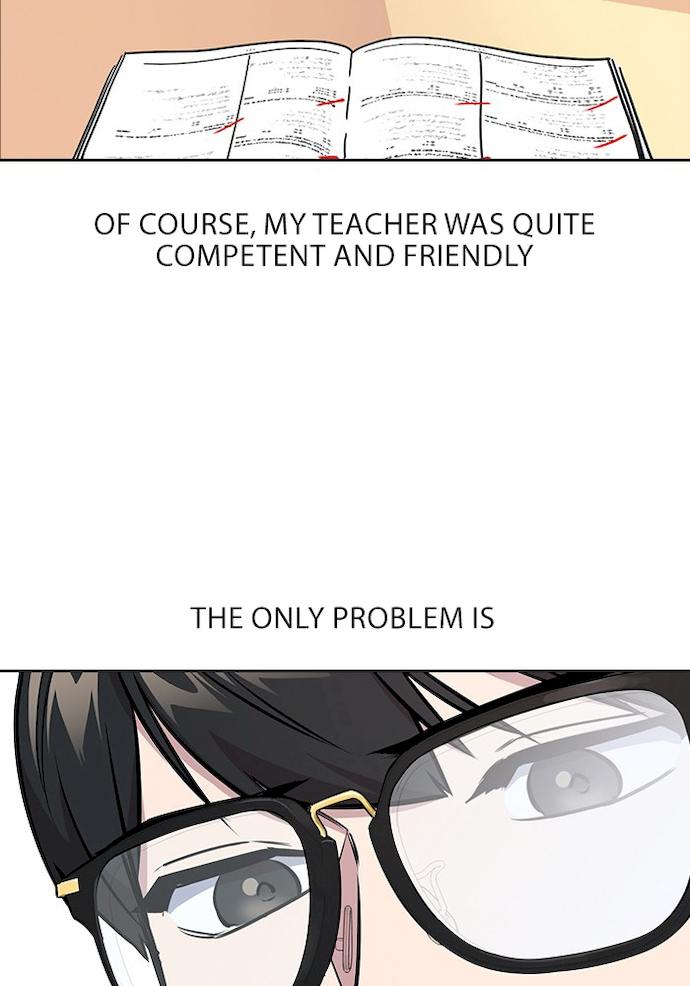 OF COURSE, MY TEACHER WAS QUITE
COMPETENT AND FRIENDLY
THE ONLY PROBLEM IS